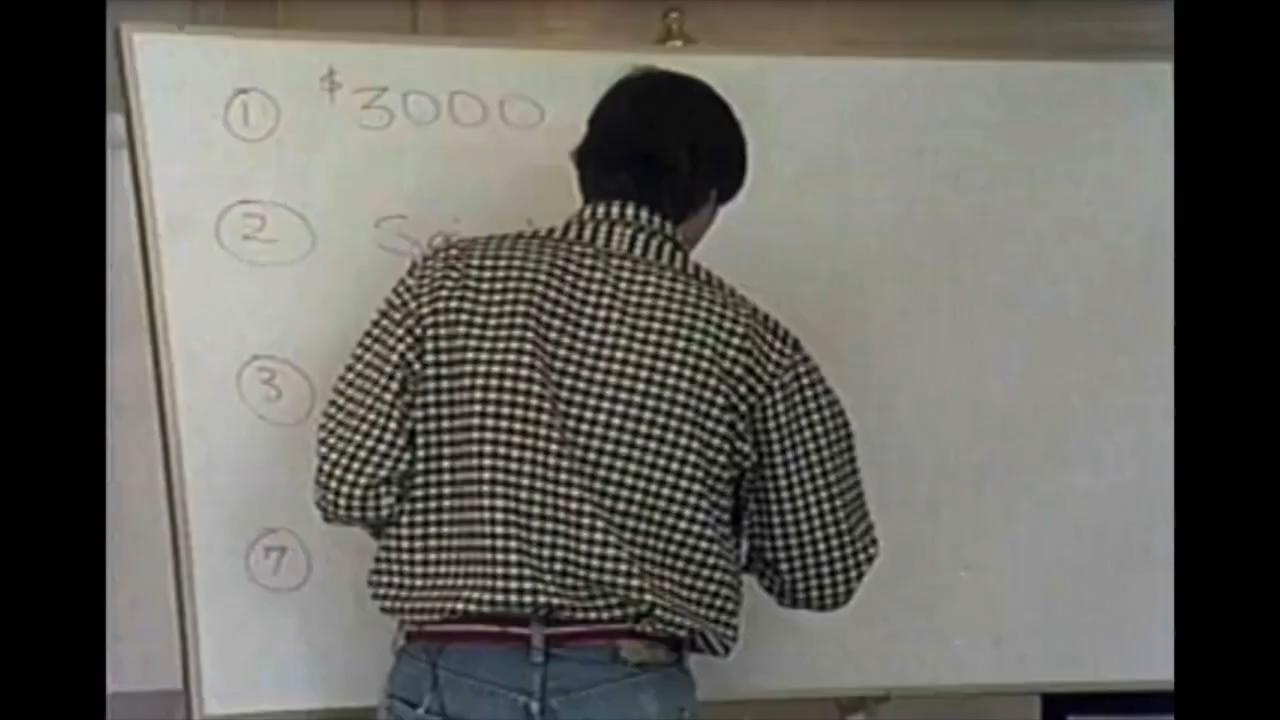 ① $3000
②
③
⑦